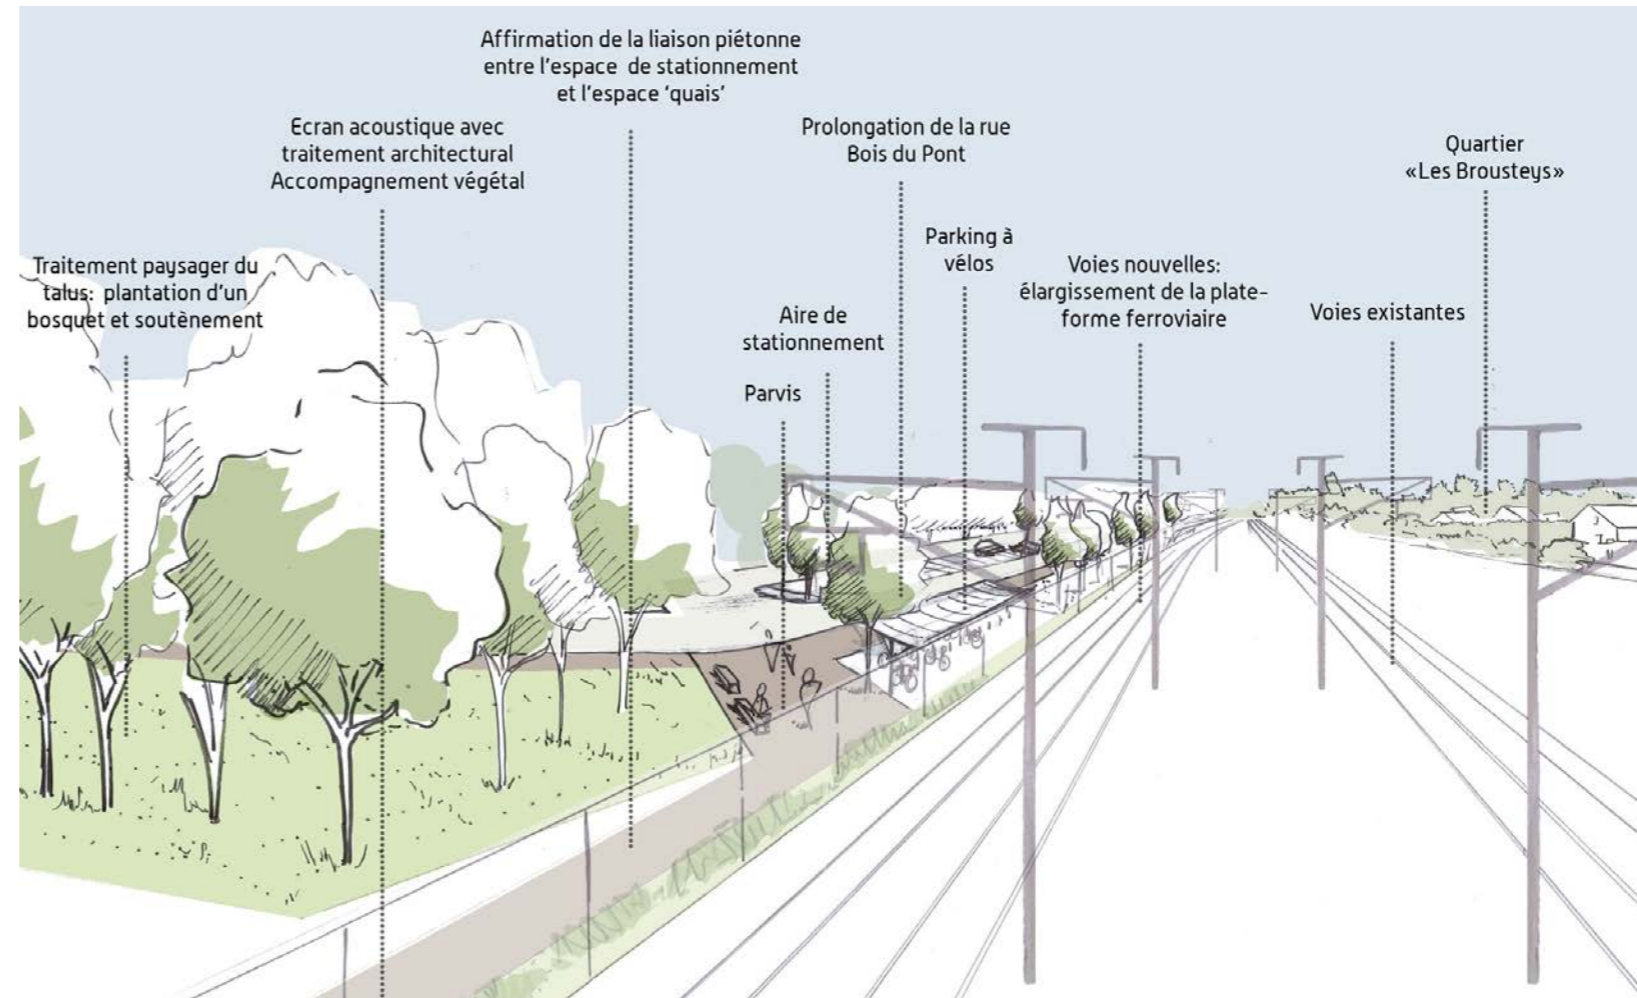 Affirmation de la liaison piétonne
entre l'espace de stationnement
et l'espace 'quais'
Ecran acoustique avec
traitement architectural
Accompagnement végétal
Prolongation de la rue
Bois du Pont
Quartier
«Les Brousteys»
Traitement paysager du
talus: plantation d'un
bosquet et soutènement
Parking à
vélos
Voies nouvelles:
élargissement de la plate-
forme ferroviaire
Aire de
stationnement
Voies existantes
Parvis